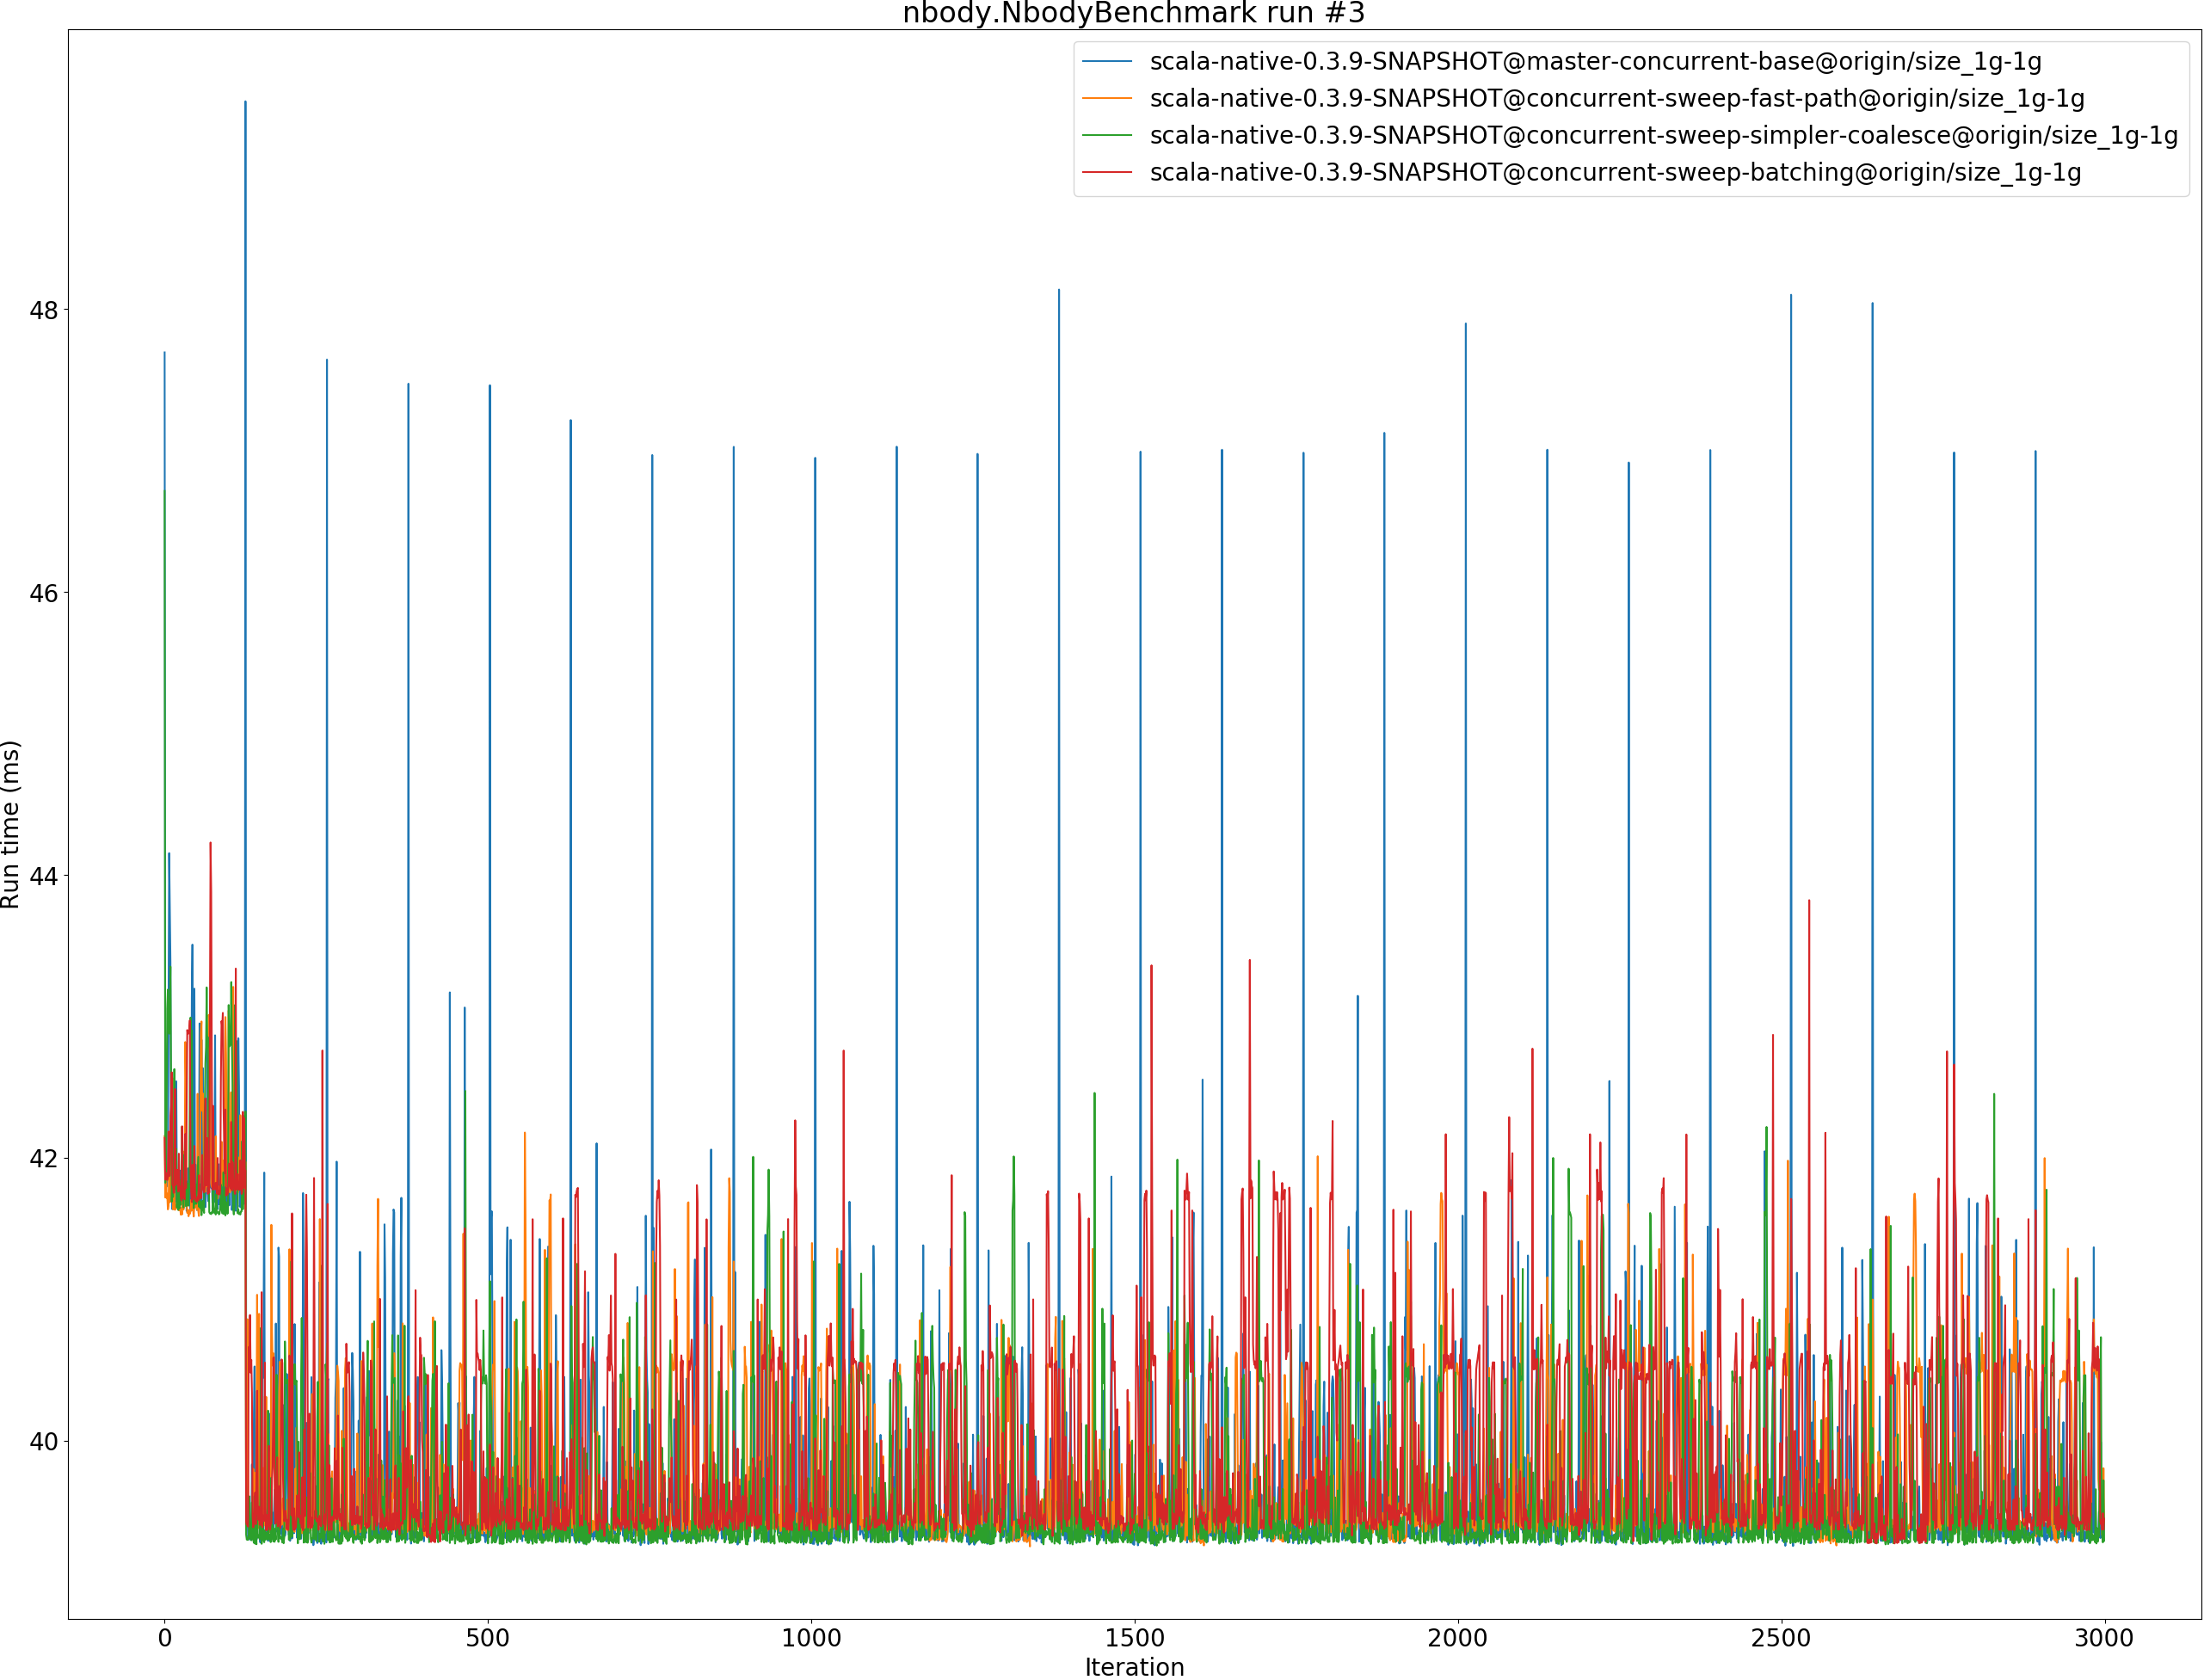 nbody.NbodyBenchmark run #3
scala-native-0.3.9-SNAPSHOT@master-concurrent-base@origin/size_1g-1g
scala-native-0.3.9-SNAPSHOT@concurrent-sweep-fast-path@origin/size_1g-1g
scala-native-0.3.9-SNAPSHOT@concurrent-sweep-simpler-coalesce@origin/size_1g-1g
scala-native-0.3.9-SNAPSHOT@concurrent-sweep-batching@origin/size_1g-1g
48
46
44
42
40
Run time (ms)
0 500 1000 1500 2000 2500 3000
Iteration